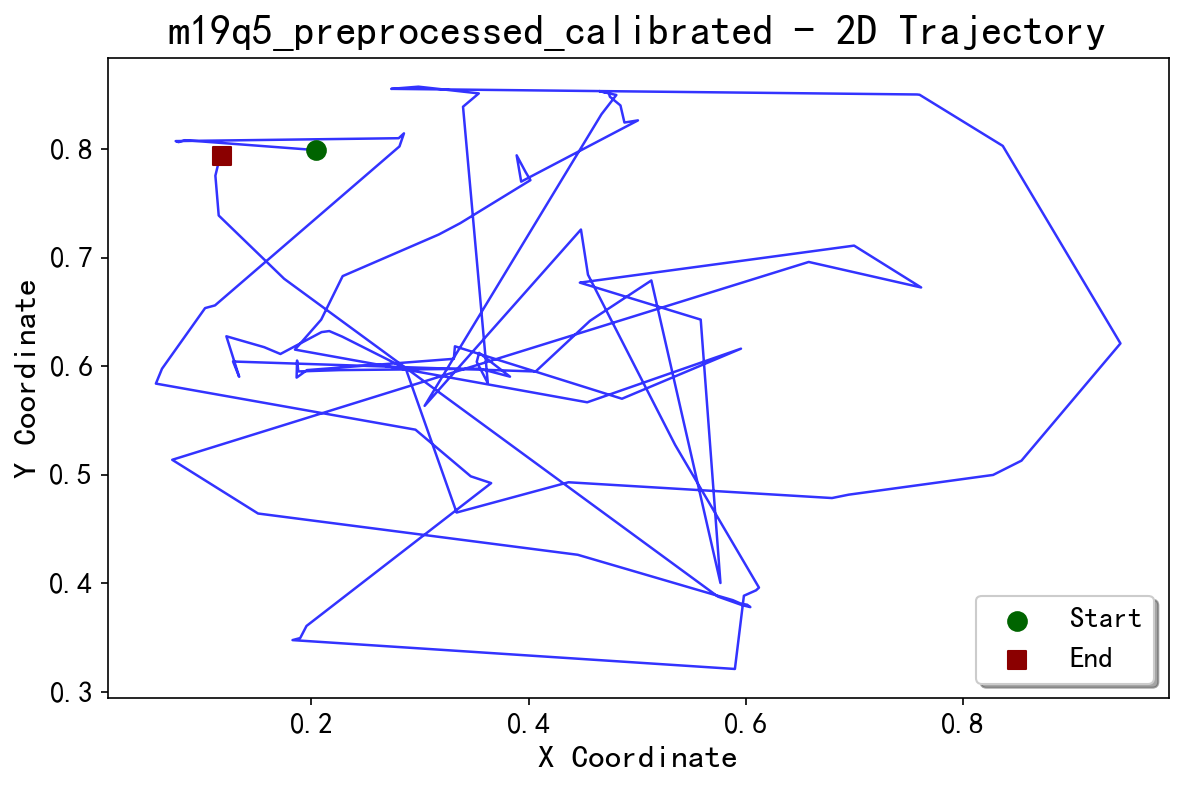 m19q5_preprocessed_calibrated - 2D Trajectory
Y Coordinate
0.8
0.7
0.6
0.5
0.4
0.3
0.2
0.4
0.6
0.8
X Coordinate
Start
End